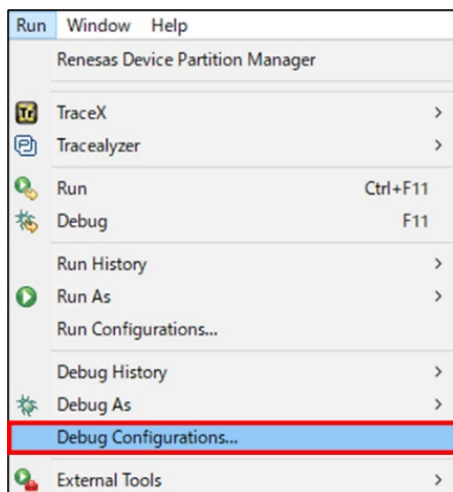 Run Window Help
Renesas Device Partition Manager
TraceX
Tracealyzer
Run Ctrl+F11
Debug F11
Run History
Run As
Run Configurations...
Debug History
Debug As
Debug Configurations...
External Tools